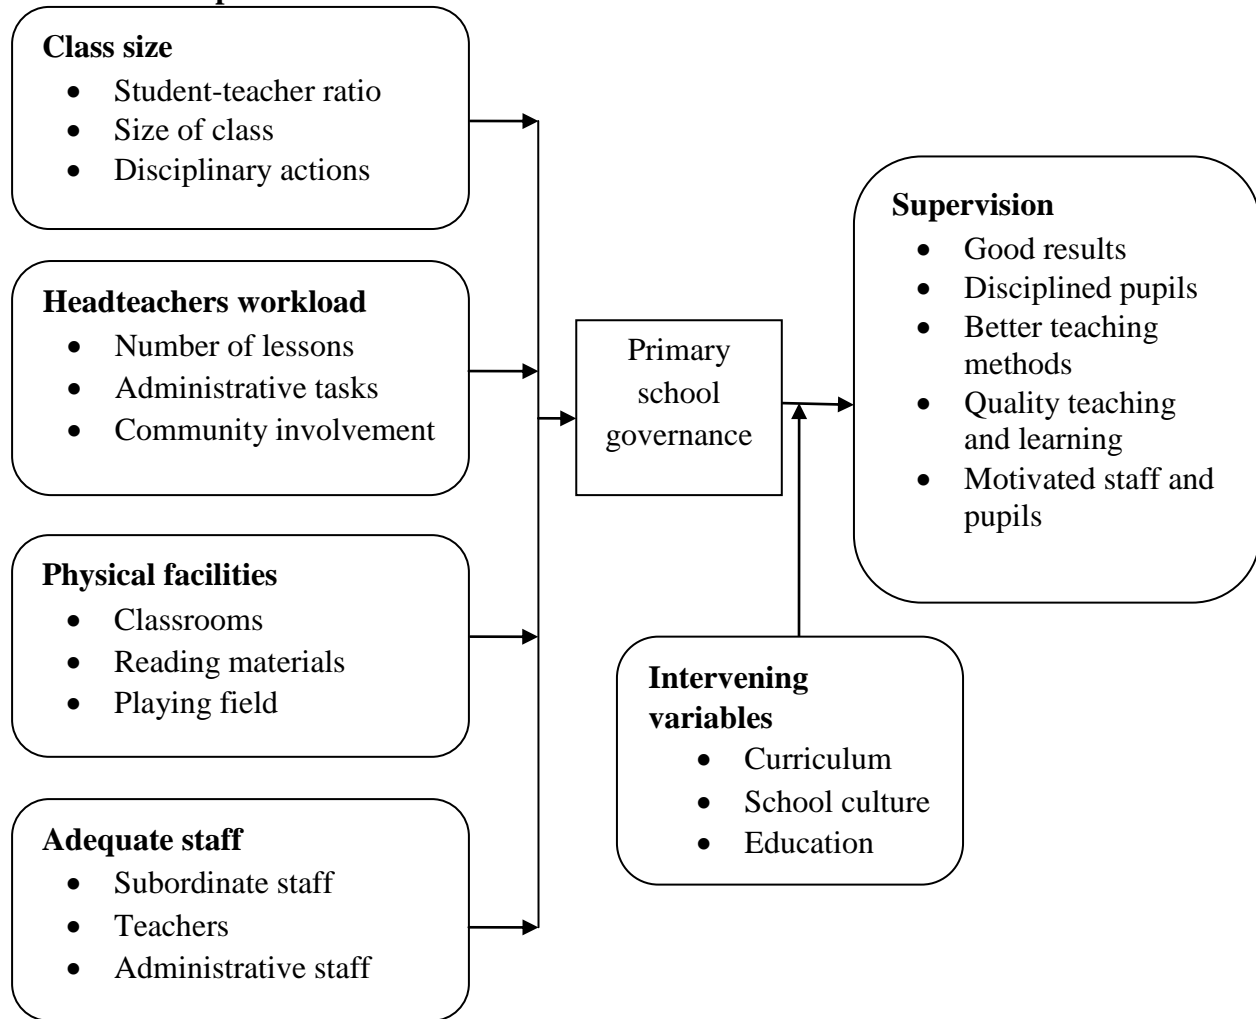 Class size
• Student-teacher ratio
• Size of class
• Disciplinary actions
Headteachers workload
• Number of lessons
• Administrative tasks
• Community involvement
Physical facilities
• Classrooms
• Reading materials
• Playing field
Adequate staff
• Subordinate staff
• Teachers
• Administrative staff
Primary
school
governance
Intervening
variables
• Curriculum
• School culture
• Education
Supervision
• Good results
• Disciplined pupils
• Better teaching
methods
• Quality teaching
and learning
• Motivated staff and
pupils